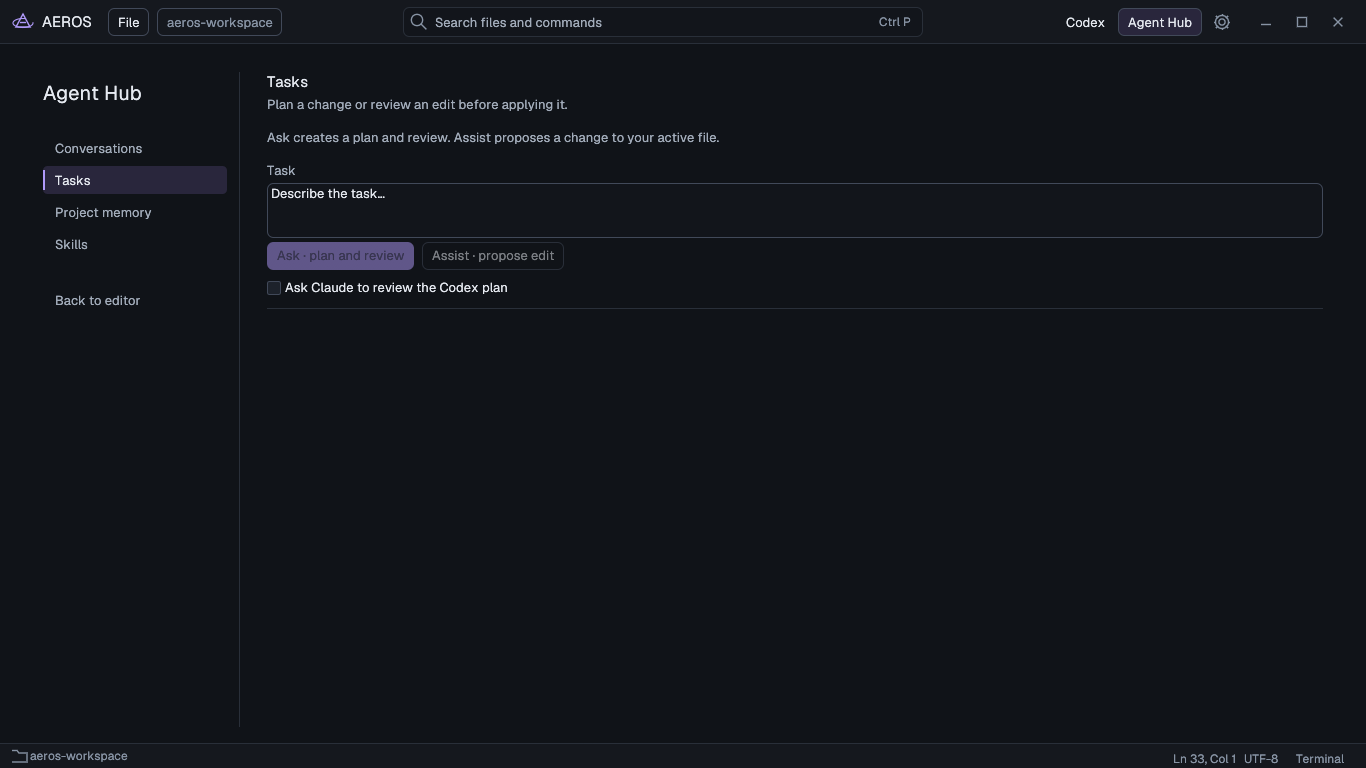 AEROS File aeros-workspace Search files and commands Ctrl P Codex Agent Hub
Agent Hub
Conversations
Tasks
Project memory
Skills
Back to editor
Tasks
Plan a change or review an edit before applying it.
Ask creates a plan and review. Assist proposes a change to your active file.
Task
Describe the task...
Ask · plan and review Assist · propose edit
Ask Claude to review the Codex plan
aeros-workspace Ln 33, Col 1 UTF-8 Terminal